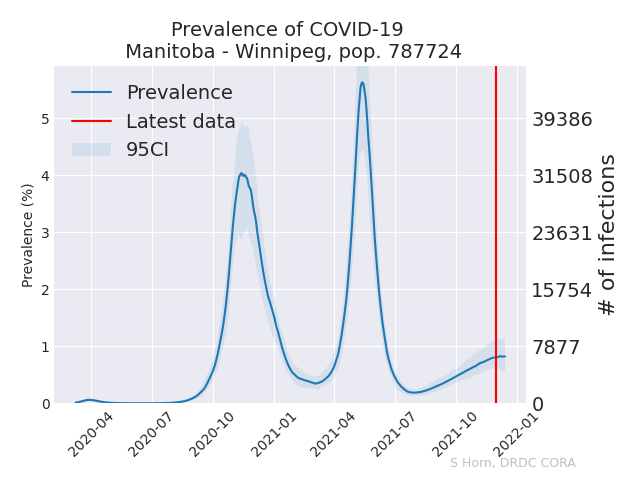 Prevalence of COVID-19
Manitoba - Winnipeg, pop. 787724
Prevalence
Latest data
95CI
Prevalence (%)
5
4
3
2
1
0
39386
31508
23631
15754
7877
0
# of infections
2020-04
2020-07
2020-10
2021-01
2021-04
2021-07
2021-10
2022-01
S Horn, DRDC CORA